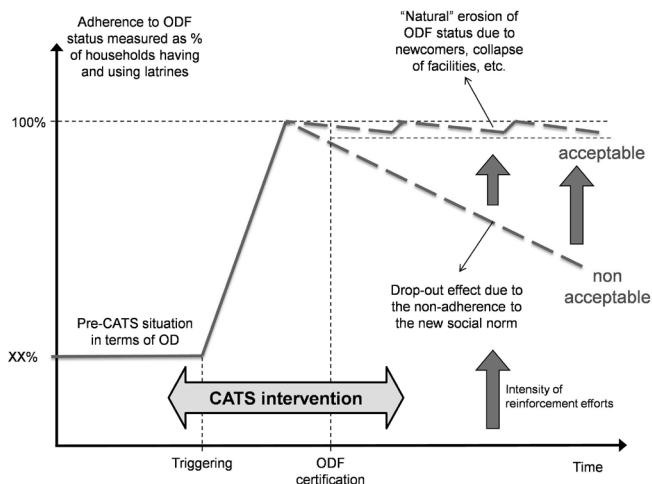 Adherence to ODF
status measured as %
of households having
and using latrines
“Natural” erosion of
ODF status due to
newcomers, collapse
of facilities, etc.
100%
acceptable
non
acceptable
Drop-out effect due to
the non-adherence to
the new social norm
Pre-CATS situation
in terms of OD
XX%
CATS intervention
Intensity of
reinforcement efforts
Triggering
ODF
certification
Time